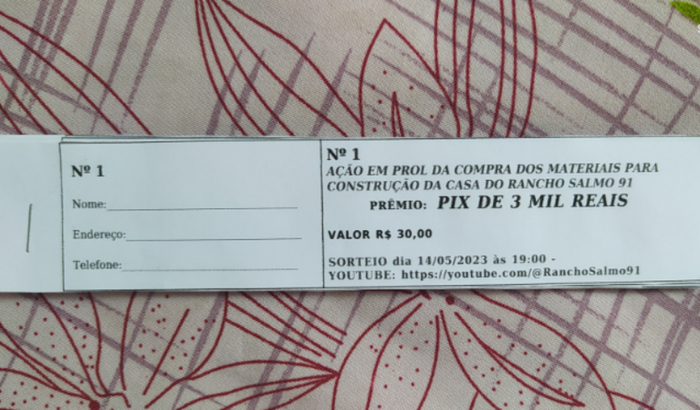 Nº 1
Nome:
Endereço:
Telefone:
Nº 1
AÇÃO EM PROL DA COMPRA DOS MATERIAIS PARA
CONSTRUÇÃO DA CASA DO RANCHO SALMO 91
PRÊMIO: PIX DE 3 MIL REAIS
VALOR R$ 30,00
SORTEIO dia 14/05/2023 às 19:00 -
YOUTUBE: https://youtube.com/@RanchoSalmo91